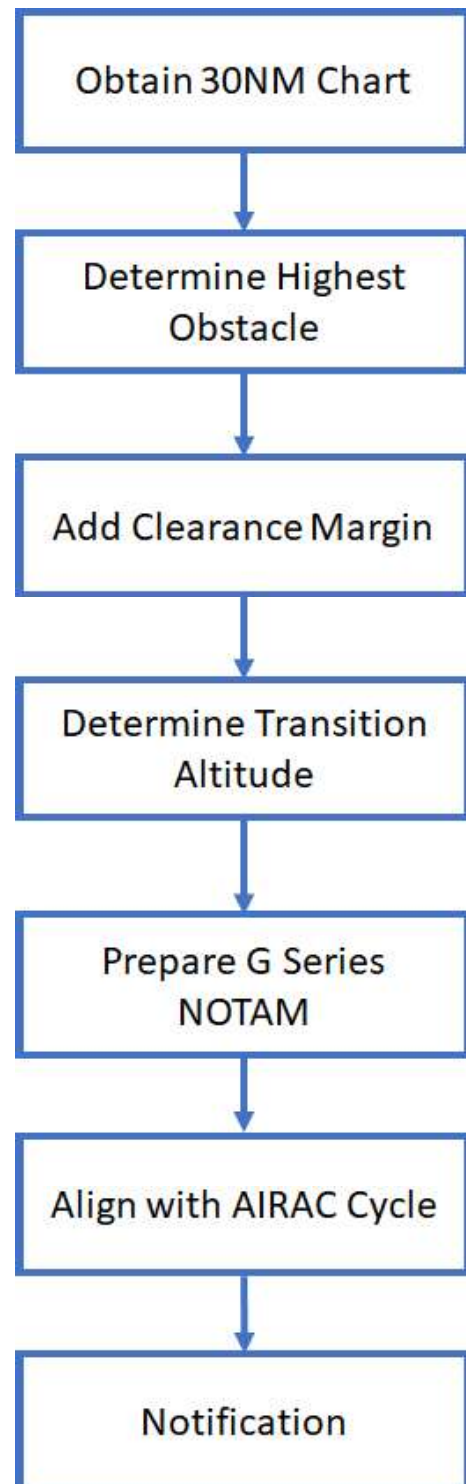 Obtain 30NM Chart
Determine Highest
Obstacle
Add Clearance Margin
Determine Transition
Altitude
Prepare G Series
NOTAM
Align with AIRAC Cycle
Notification